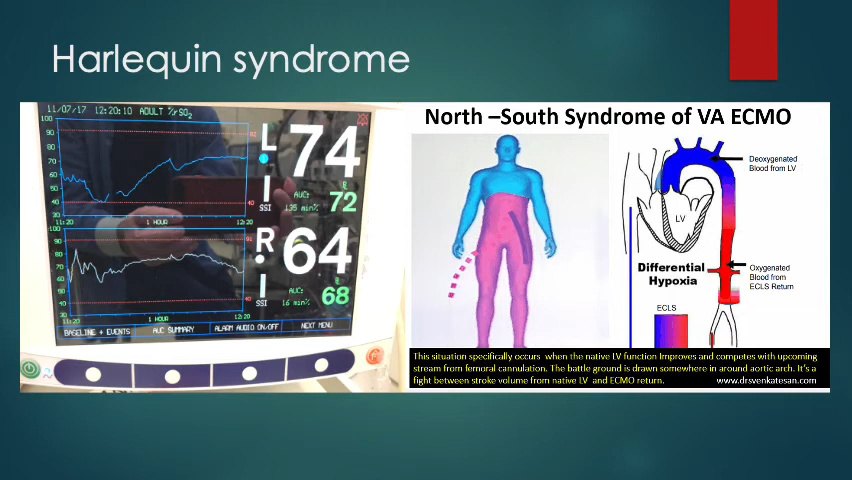 Harlequin syndrome
11/07/17 12:20:10 ADULT %rSO2
100
90
80
70
60
50
40
30
11:20
1 HOUR
12:20
L
74
AUC:
135 min%
72
SSI
100
90
80
70
60
50
40
30
11:20
1 HOUR
12:20
R
64
AUC:
16 min%
68
SSI
BASELINE + EVENTS
AUC SUMMARY
ALARM AUDIO ON/OFF
NEXT MENU
North –South Syndrome of VA ECMO
Deoxygenated
Blood from LV
LV
Differential
Hypoxia
Oxygenated
Blood from
ECLS Return
ECLS
This situation specifically occurs when the native LV function Improves and competes with upcoming
stream from femoral cannulation. The battle ground is drawn somewhere in around aortic arch. It's a
fight between stroke volume from native LV and ECMO return.
www.drsvenkatesan.com